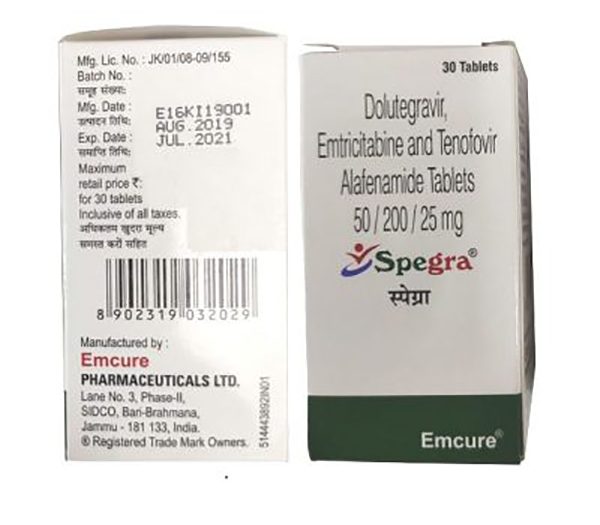 Mfg. Lic. No. : JK/01/08-09/155
Batch No. :
समूह संख्या:
Mfg. Date :
उत्पादन तिथि:
Exp. Date :
समाप्ति तिथि:
E16KI19001
AUG.2019
JUL.2021
Maximum
retail price ₹:
for 30 tablets
Inclusive of all taxes.
अधिकतम खुदरा मूल्य
समस्त करों सहित
8 902319 032029
Manufactured by :
Emcure
PHARMACEUTICALS LTD.
Lane No. 3, Phase-II,
SIDCO, Bari-Brahmana,
Jammu - 181 133, India.
® Registered Trade Mark Owners.
514443892IN01
30 Tablets
Dolutegravir,
Emtricitabine and Tenofovir
Alafenamide Tablets
50 / 200 / 25 mg
Spegra®
स्पेग्रा
Emcure®